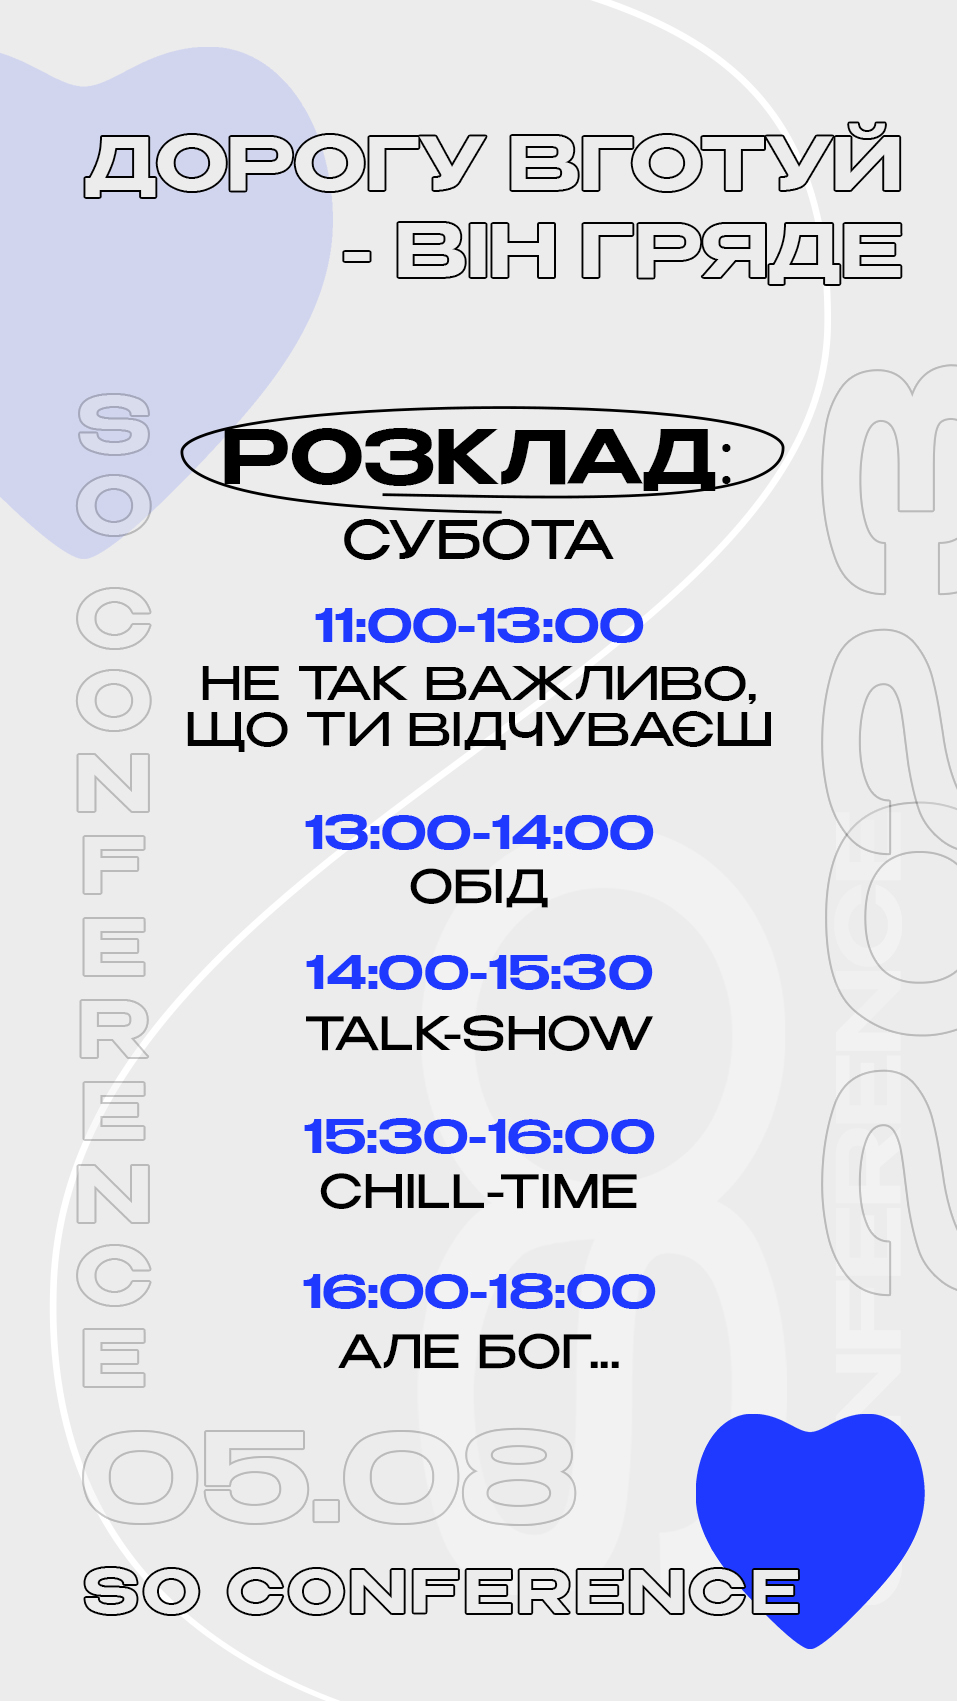 ДОРОГУ ВГОТУЙ
- ВІН ГРЯДЕ
РОЗКЛАД:
СУБОТА
11:00-13:00
НЕ ТАК ВАЖЛИВО,
ЩО ТИ ВІДЧУВАЄШ
13:00-14:00
ОБІД
14:00-15:30
TALK-SHOW
15:30-16:00
CHILL-TIME
16:00-18:00
АЛЕ БОГ...
SO CONFERENCE
2023
05.08
SO CONFERENCE